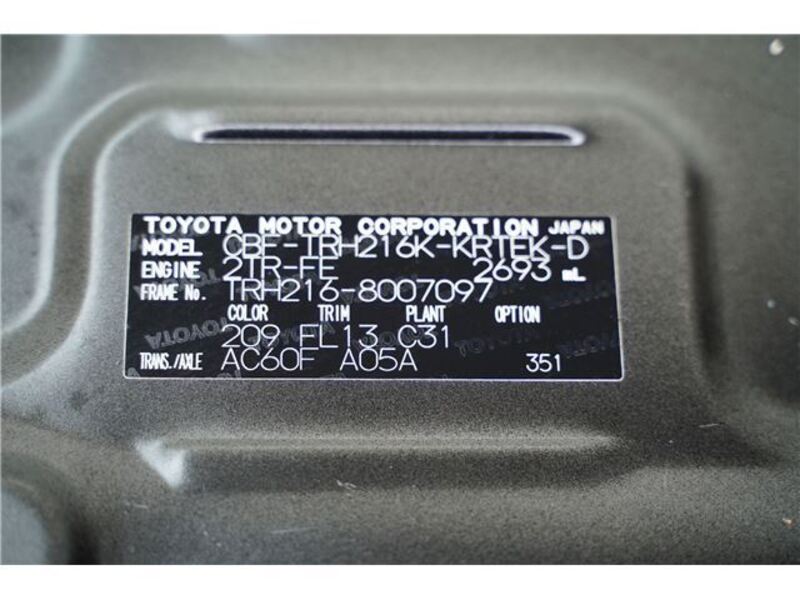 TOYOTA MOTOR CORPORATION JAPAN
MODEL CBF-TRH216K-KRTEK-D
ENGINE 2TR-FE 2693 mL
FRAME No. TRH216-8007097
COLOR TRIM PLANT OPTION
209 FL13 C31
TRANS./AXLE AC60F A05A 351